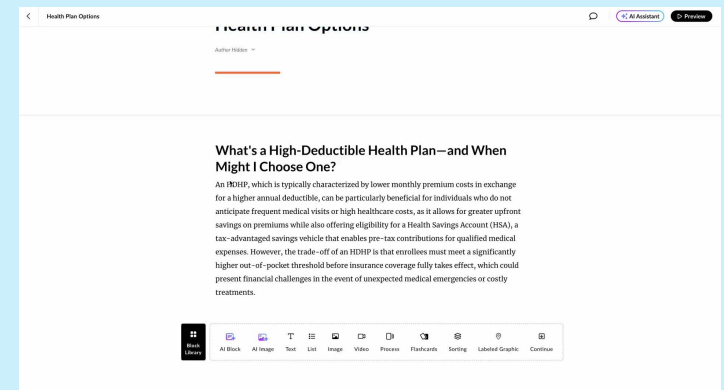 Health Plan Options
AI Assistant
Preview
Health Plan Options
Author Hidden
What's a High-Deductible Health Plan—and When
Might I Choose One?
An HDHP, which is typically characterized by lower monthly premium costs in exchange
for a higher annual deductible, can be particularly beneficial for individuals who do not
anticipate frequent medical visits or high healthcare costs, as it allows for greater upfront
savings on premiums while also offering eligibility for a Health Savings Account (HSA), a
tax-advantaged savings vehicle that enables pre-tax contributions for qualified medical
expenses. However, the trade-off of an HDHP is that enrollees must meet a significantly
higher out-of-pocket threshold before insurance coverage fully takes effect, which could
present financial challenges in the event of unexpected medical emergencies or costly
treatments.
Block
Library
AI Block
AI Image
Text
List
Image
Video
Process
Flashcards
Sorting
Labeled Graphic
Continue